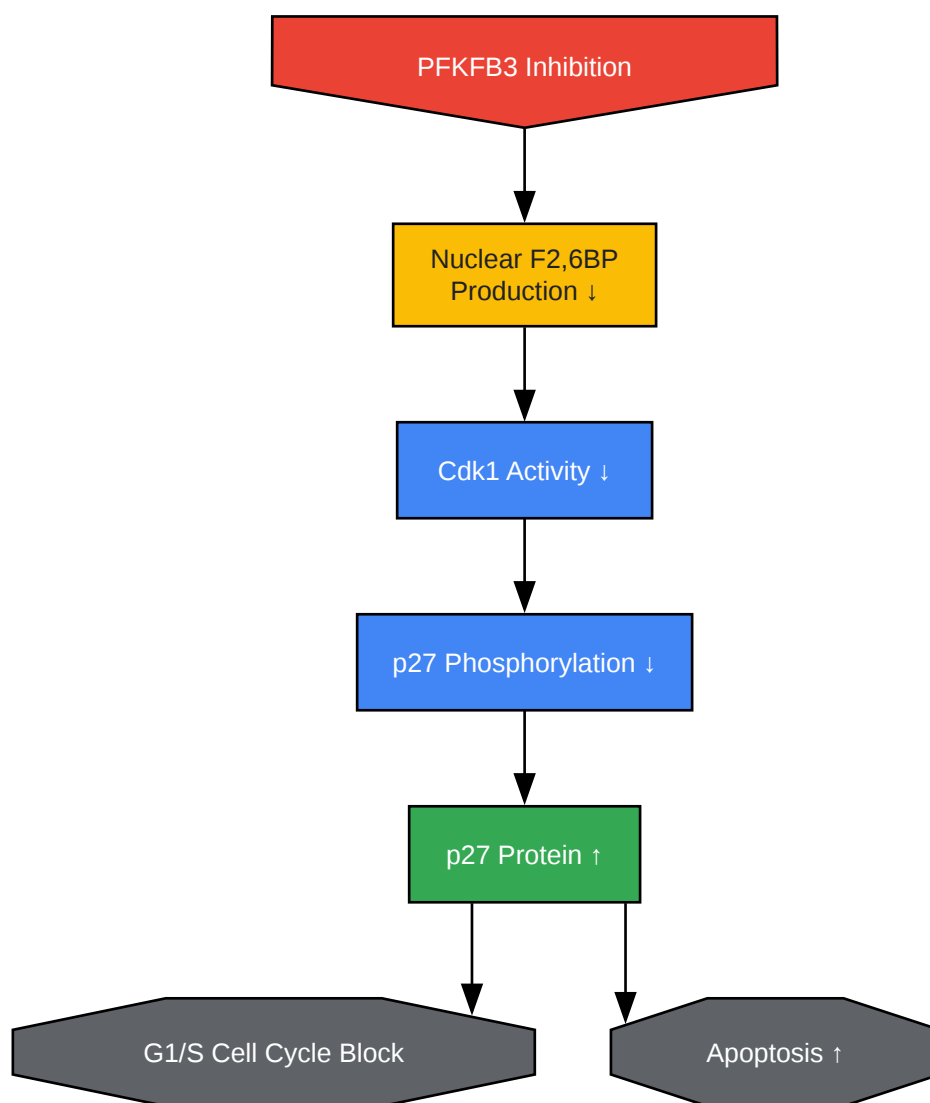 PFKFB3 Inhibition
Nuclear F2,6BP
Production ↓
Cdk1 Activity ↓
p27 Phosphorylation ↓
p27 Protein ↑
G1/S Cell Cycle Block
Apoptosis ↑